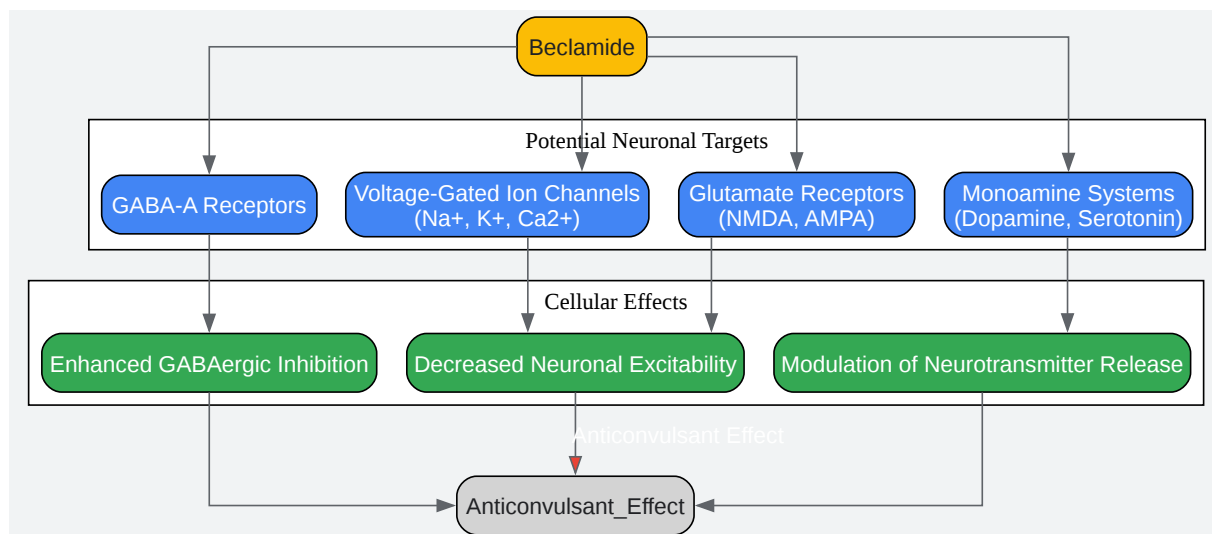 Beclamide
Potential Neuronal Targets
GABA-A Receptors
Voltage-Gated Ion Channels
(Na+, K+, Ca2+)
Glutamate Receptors
(NMDA, AMPA)
Monoamine Systems
(Dopamine, Serotonin)
Cellular Effects
Enhanced GABAergic Inhibition
Decreased Neuronal Excitability
Modulation of Neurotransmitter Release
Anticonvulsant Effect
Anticonvulsant_Effect